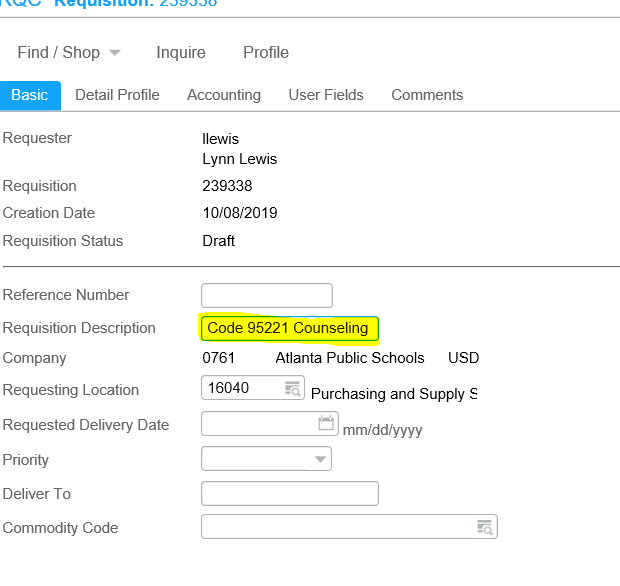 RQC Requisition: 239338
Find / Shop Inquire Profile
Basic Detail Profile Accounting User Fields Comments
Requester llewis
Lynn Lewis
Requisition 239338
Creation Date 10/08/2019
Requisition Status Draft
Reference Number
Requisition Description Code 95221 Counseling
Company 0761 Atlanta Public Schools USD
Requesting Location 16040 Purchasing and Supply S
Requested Delivery Date mm/dd/yyyy
Priority
Deliver To
Commodity Code